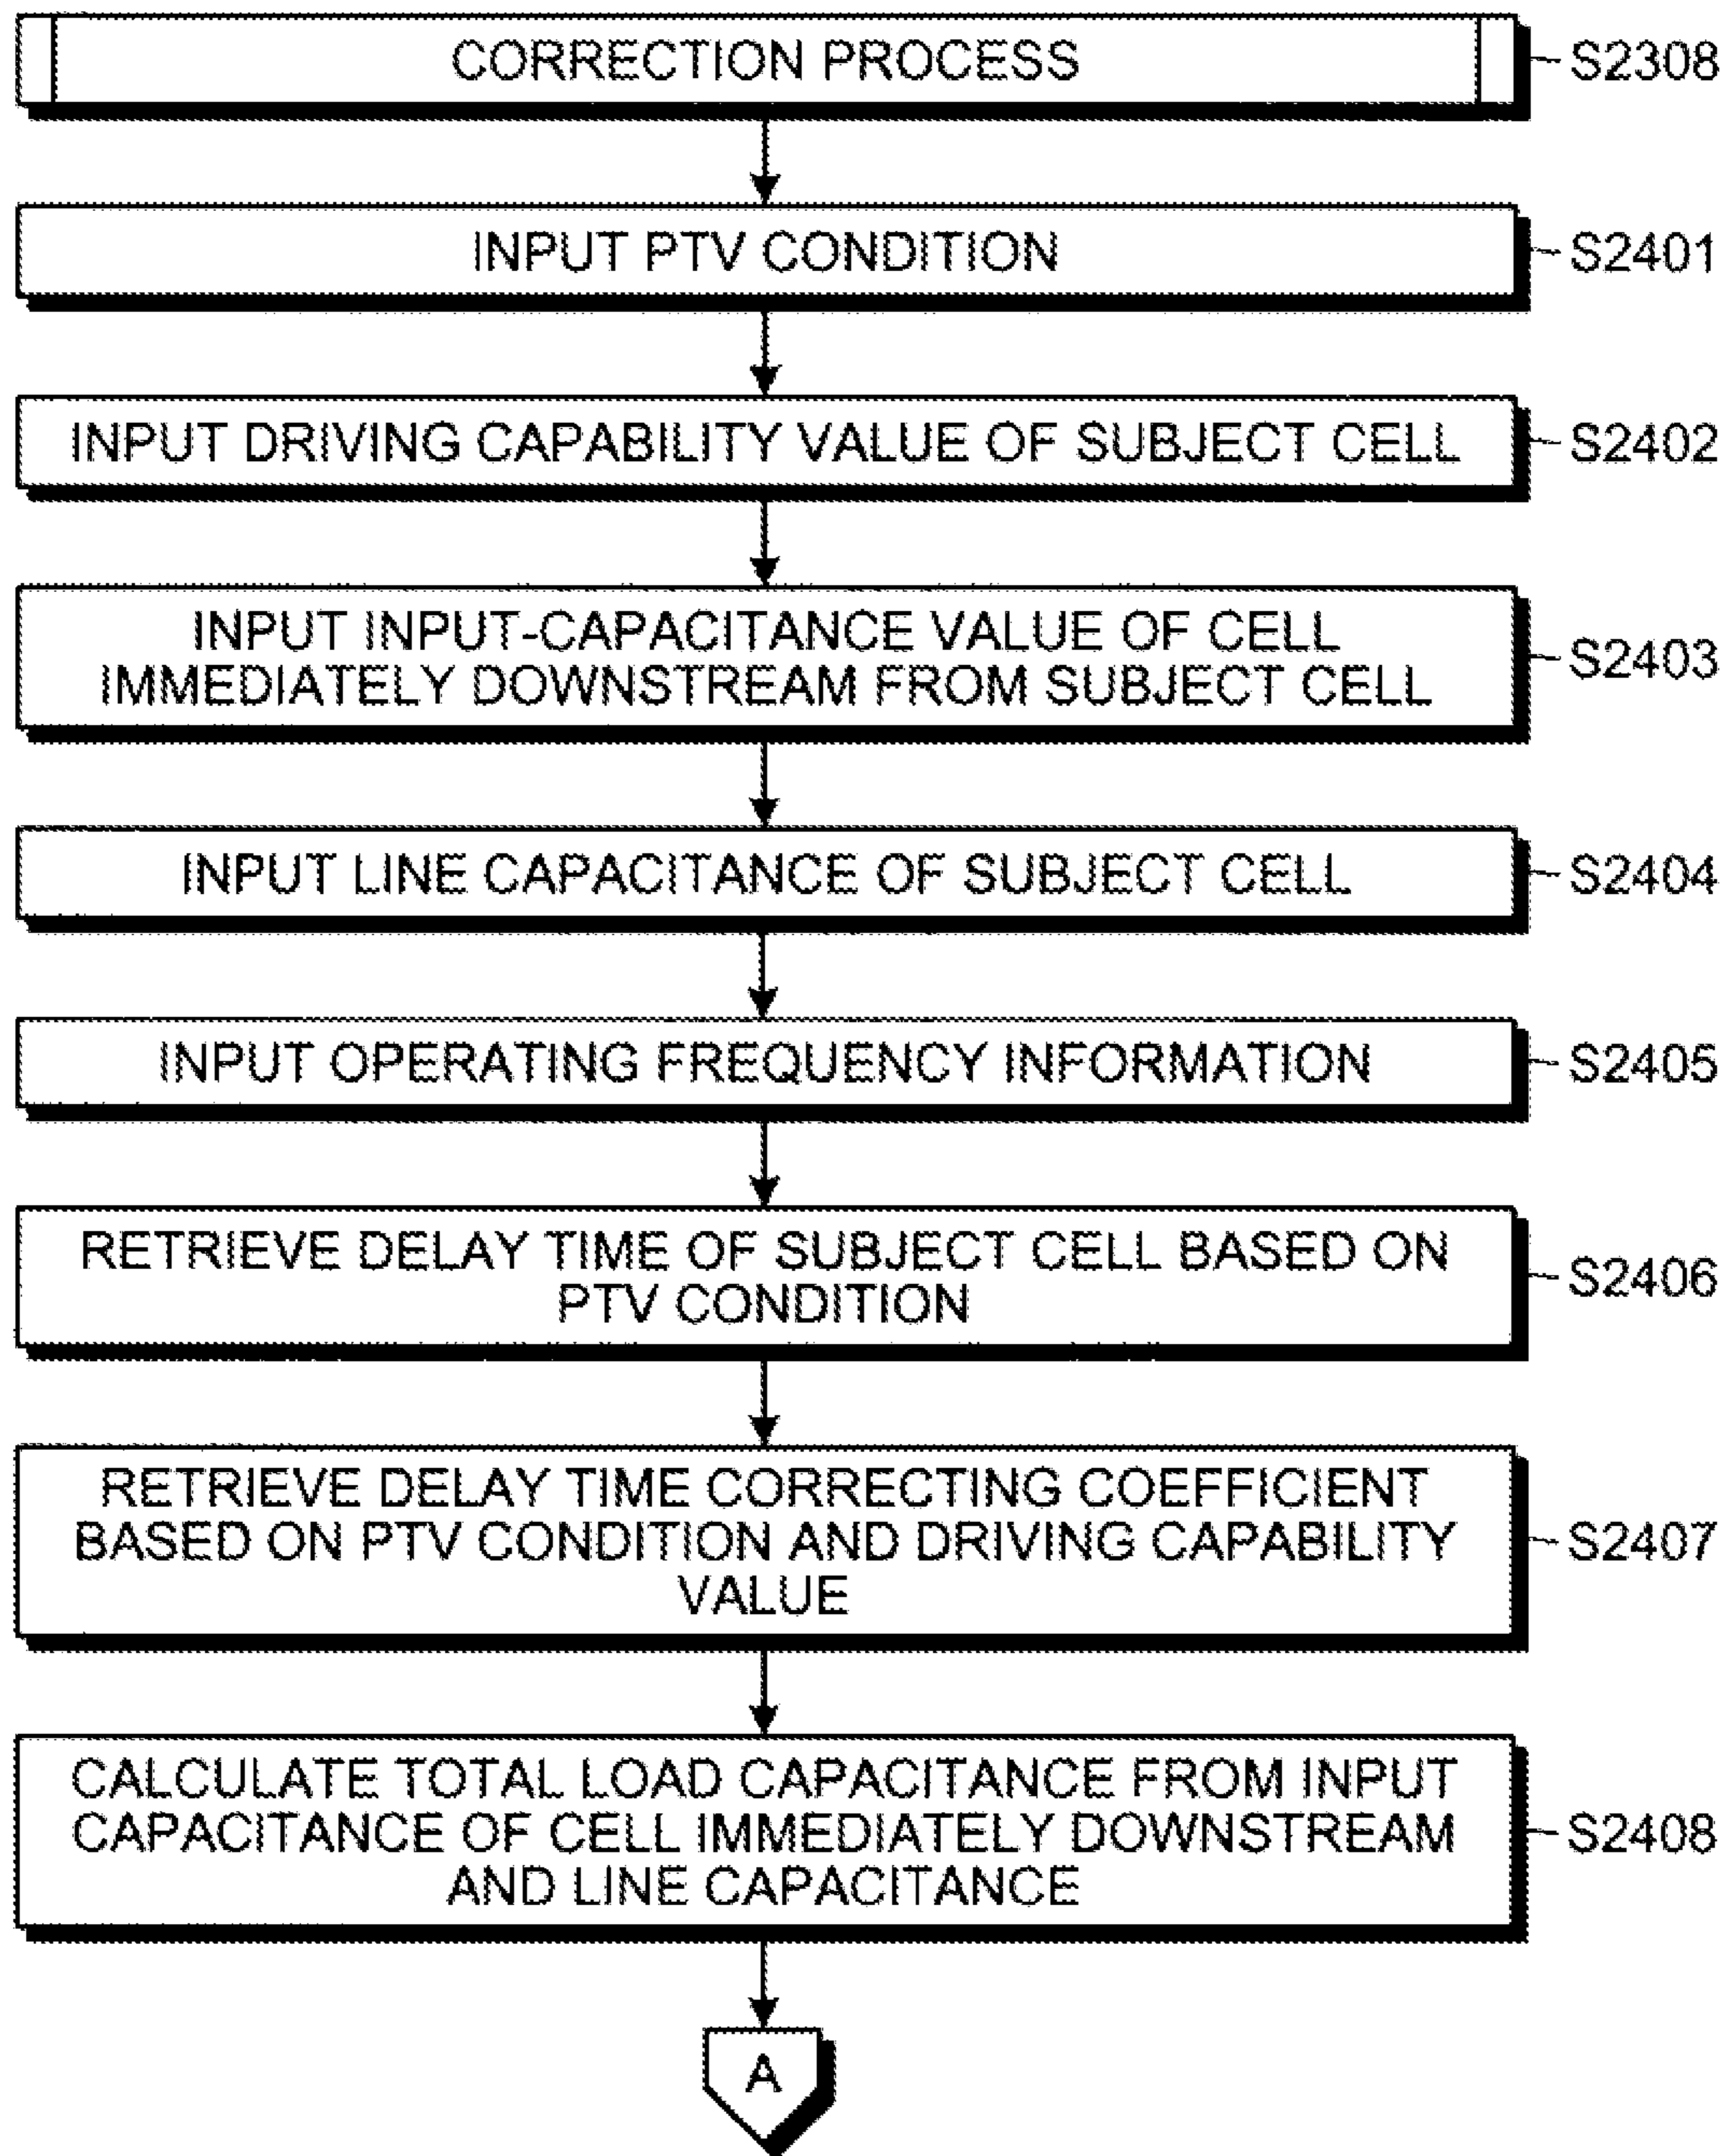 CORRECTION PROCESS
S2308
INPUT PTV CONDITION
S2401
INPUT DRIVING CAPABILITY VALUE OF SUBJECT CELL
S2402
INPUT INPUT-CAPACITANCE VALUE OF CELL
IMMEDIATELY DOWNSTREAM FROM SUBJECT CELL
S2403
INPUT LINE CAPACITANCE OF SUBJECT CELL
S2404
INPUT OPERATING FREQUENCY INFORMATION
S2405
RETRIEVE DELAY TIME OF SUBJECT CELL BASED ON
PTV CONDITION
S2406
RETRIEVE DELAY TIME CORRECTING COEFFICIENT
BASED ON PTV CONDITION AND DRIVING CAPABILITY
VALUE
S2407
CALCULATE TOTAL LOAD CAPACITANCE FROM INPUT
CAPACITANCE OF CELL IMMEDIATELY DOWNSTREAM
AND LINE CAPACITANCE
S2408
A